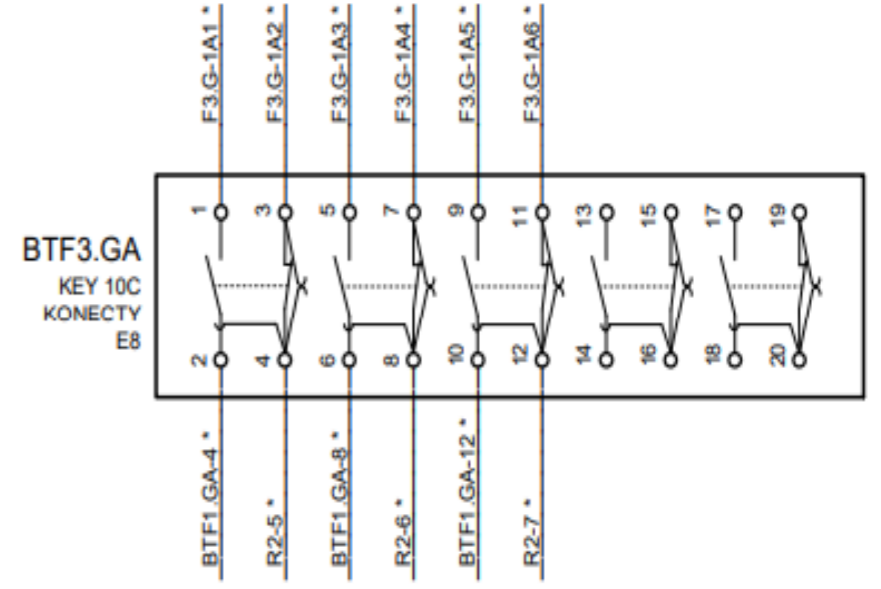 F3.G-1A1 *
F3.G-1A2 *
F3.G-1A3 *
F3.G-1A4 *
F3.G-1A5 *
F3.G-1A6 *
1 3 5 7 9 11 13 15 17 19
BTF3.GA
KEY 10C
KONECTY
E8
2 4 6 8 10 12 14 16 18 20
BTF1.GA-4 *
R2-5 *
BTF1.GA-8 *
R2-6 *
BTF1.GA-12 *
R2-7 *